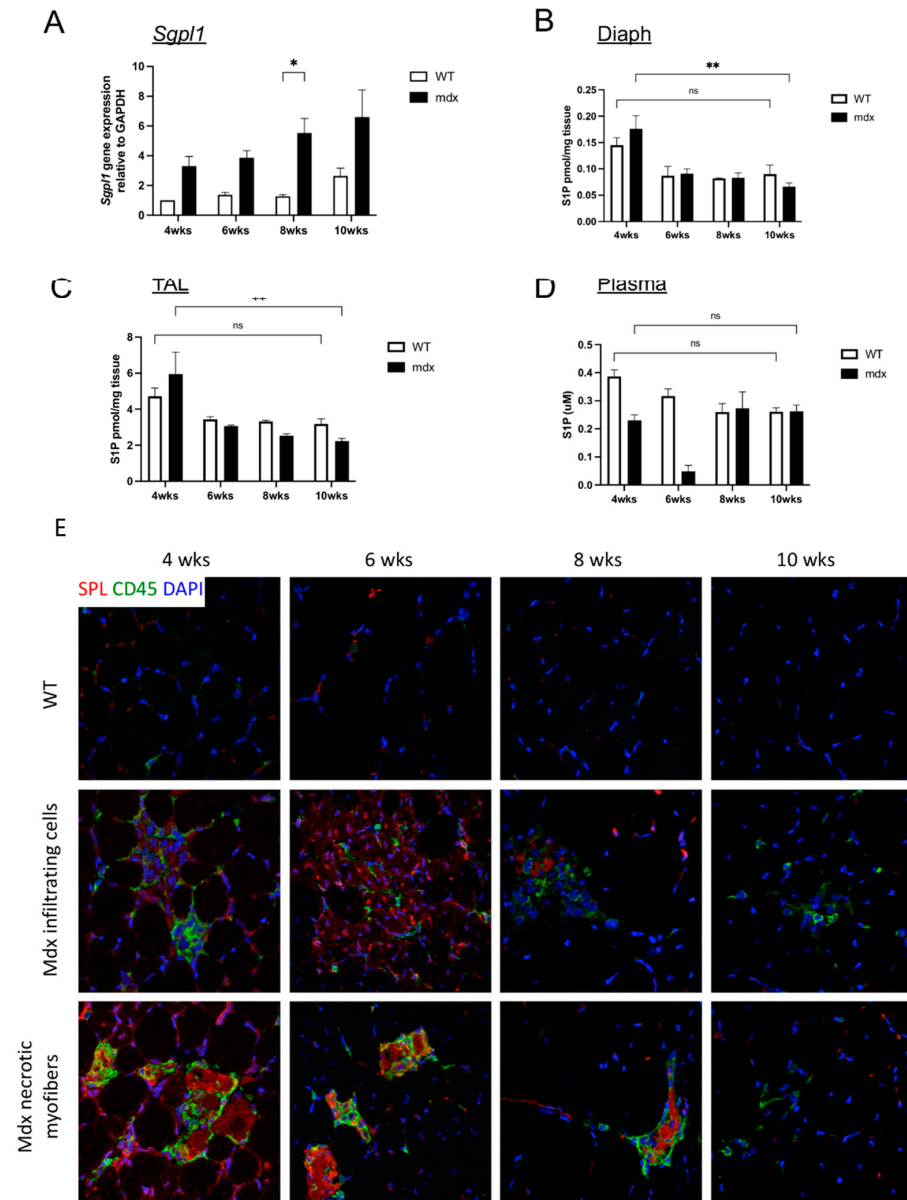 A
Sgpl1
Sgpl1 gene expression
relative to GAPDH
10
8
6
4
2
0
*
WT
mdx
4wks
6wks
8wks
10wks
B
Diaph
S1P pmol/mg tissue
0.25
0.20
0.15
0.10
0.05
0.00
**
ns
WT
mdx
4wks
6wks
8wks
10wks
C
TAL
S1P pmol/mg tissue
8
6
4
2
0
ns
WT
mdx
4wks
6wks
8wks
10wks
D
Plasma
S1P (uM)
0.5
0.4
0.3
0.2
0.1
0.0
ns
ns
WT
mdx
4wks
6wks
8wks
10wks
E
4 wks
6 wks
8 wks
10 wks
SPL CD45 DAPI
WT
Mdx infiltrating cells
Mdx necrotic
myofibers